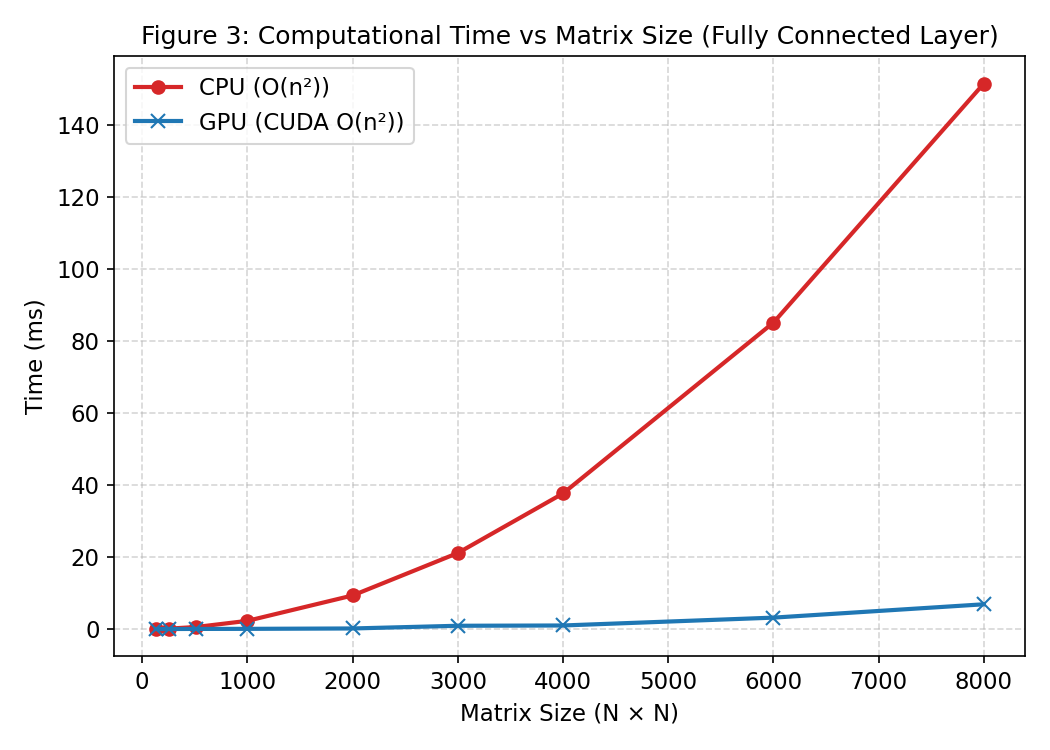 Figure 3: Computational Time vs Matrix Size (Fully Connected Layer)
CPU (O(n²))
GPU (CUDA O(n²))
140
120
100
80
60
40
20
0
Time (ms)
0 1000 2000 3000 4000 5000 6000 7000 8000
Matrix Size (N × N)